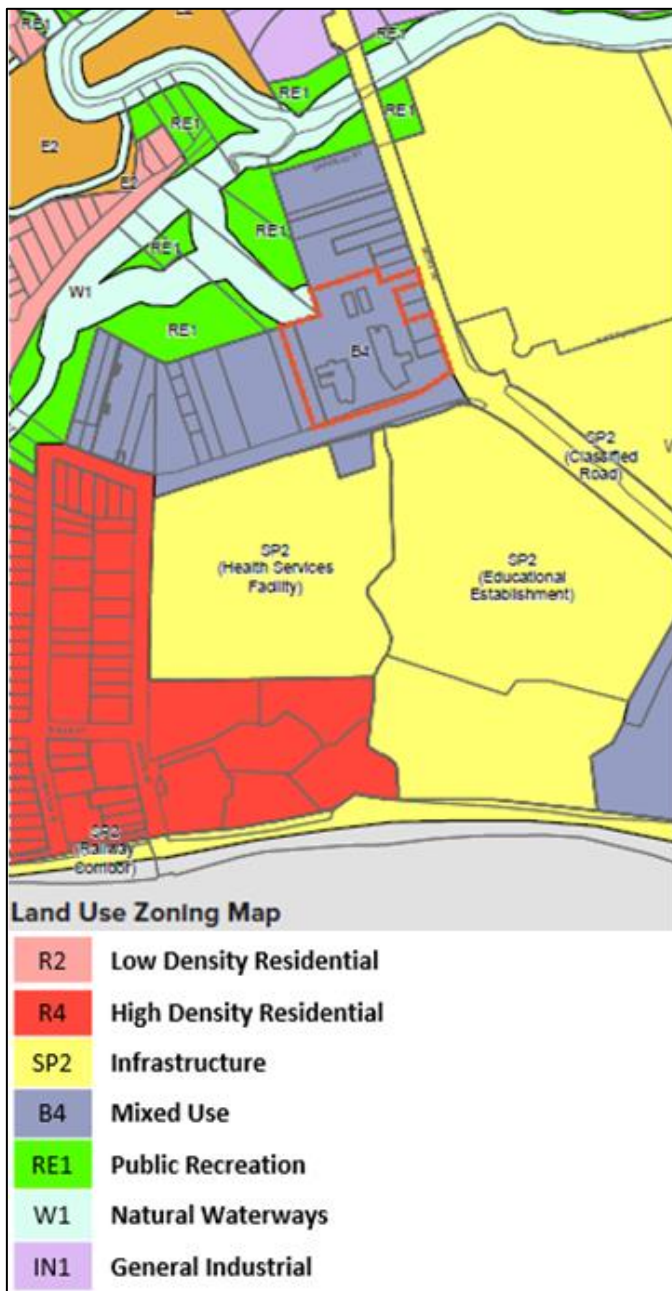 RE1
RE1
RE1
E2
RE1
E2
RE1
RE1
W1
RE1
B4
SP2
(Classified
Road)
SP2
(Health Services
Facility)
SP2
(Educational
Establishment)
SP2
(Railway
Corridor)
Land Use Zoning Map
R2 Low Density Residential
R4 High Density Residential
SP2 Infrastructure
B4 Mixed Use
RE1 Public Recreation
W1 Natural Waterways
IN1 General Industrial